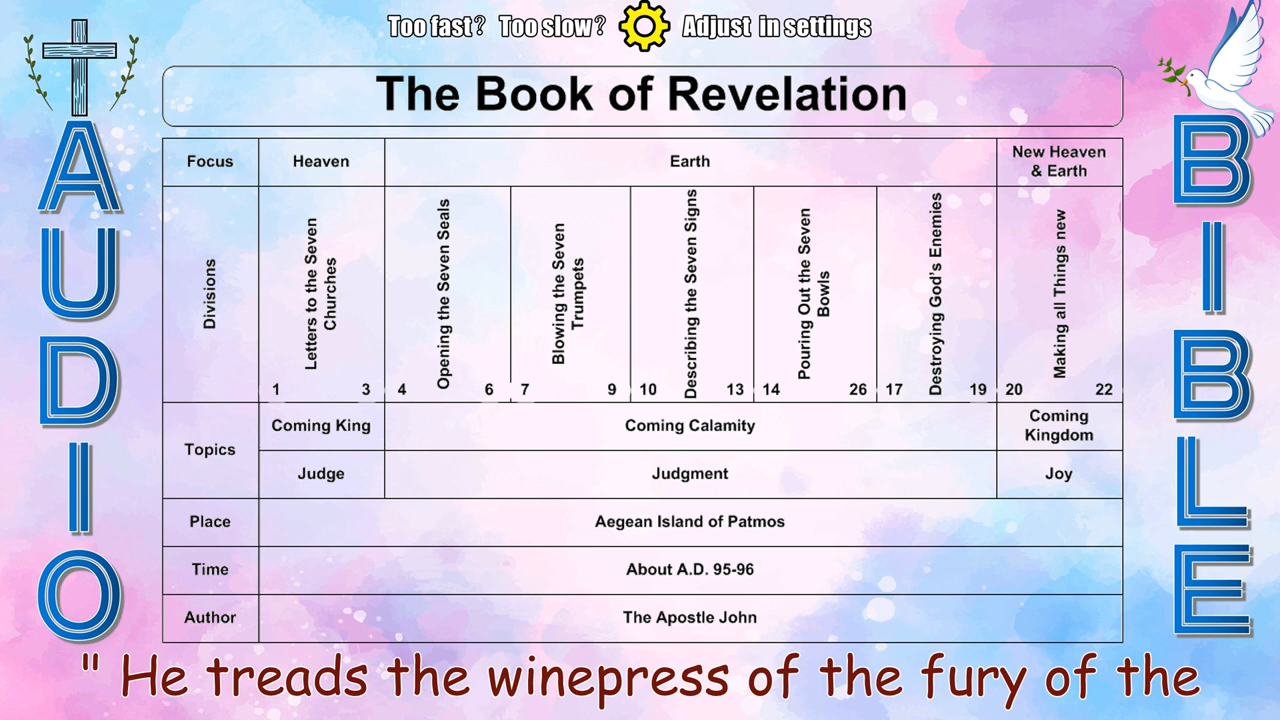 Too fast? Too slow? Adjust in settings
AUDIO
BIBLE
The Book of Revelation
Focus Heaven Earth New Heaven
& Earth
Divisions
Letters to the Seven
Churches
Opening the Seven Seals
Blowing the Seven
Trumpets
Describing the Seven Signs
Pouring Out the Seven
Bowls
Destroying God's Enemies
Making all Things new
1 3 4 6 7 9 10 13 14 26 17 19 20 22
Topics
Coming King Coming Calamity Coming
Kingdom
Judge Judgment Joy
Place Aegean Island of Patmos
Time About A.D. 95-96
Author The Apostle John
" He treads the winepress of the fury of the